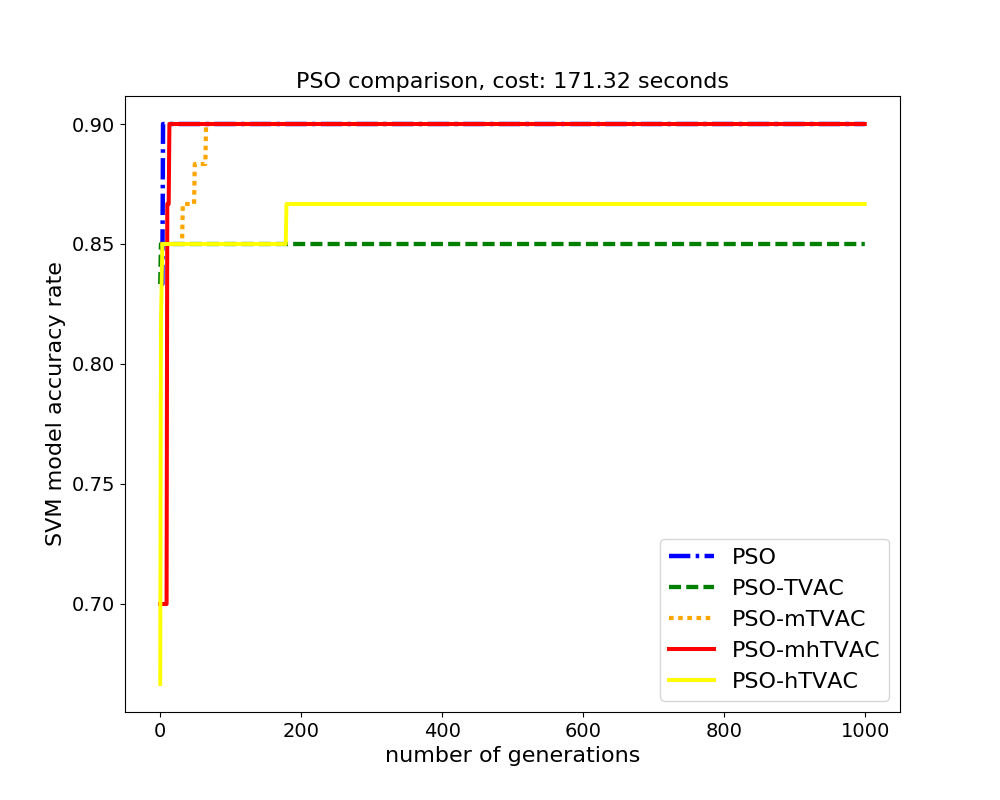 PSO comparison, cost: 171.32 seconds
SVM model accuracy rate
0.90
0.85
0.80
0.75
0.70
0
200
400
600
800
1000
number of generations
PSO
PSO-TVAC
PSO-mTVAC
PSO-mhTVAC
PSO-hTVAC